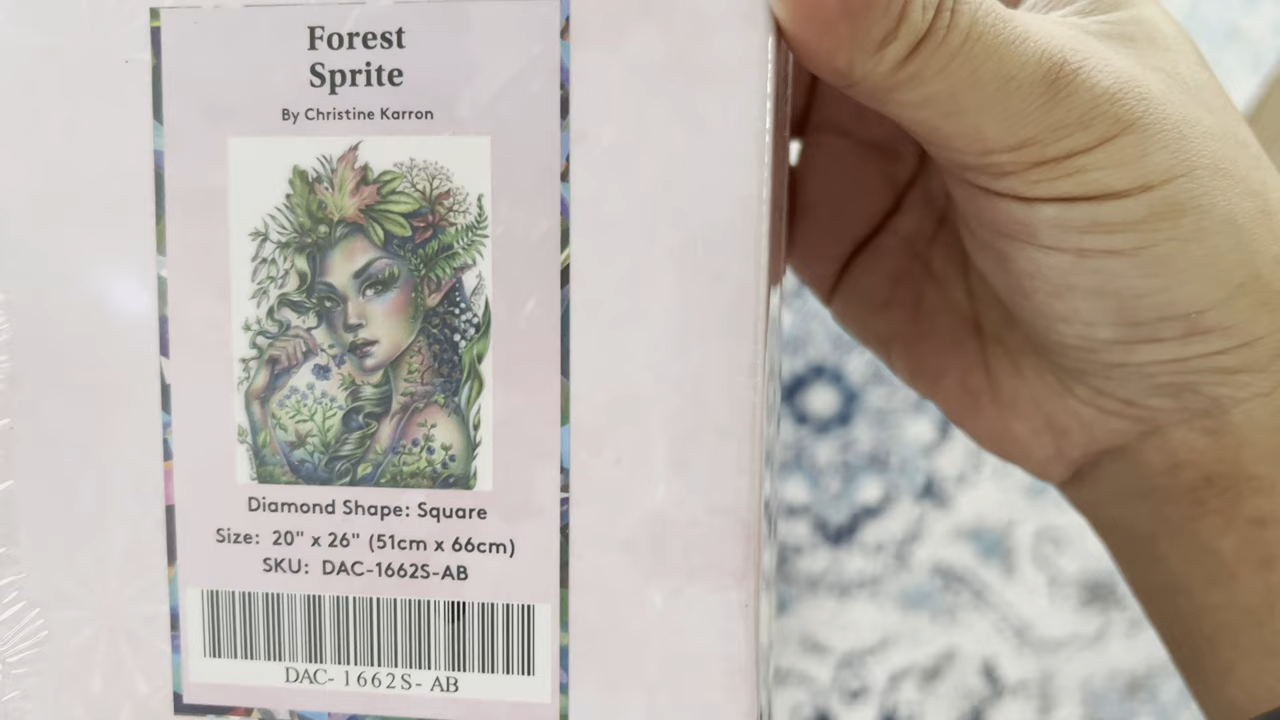 Forest
Sprite
By Christine Karron
Diamond Shape: Square
Size: 20" x 26" (51cm x 66cm)
SKU: DAC-1662S-AB
DAC- 1662S- AB